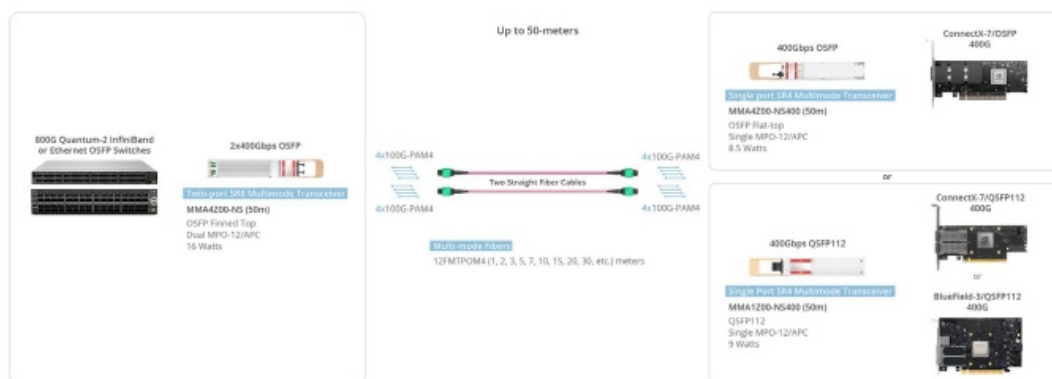 800G Quantum-2 InfiniBand
or Ethernet OSFP Switches
2x400Gbps OSFP
Twin-port SR8 Multimode Transceiver
MMA4Z00-NS (50m)
OSFP Finned Top
Dual MPO-12/APC
16 Watts
Up to 50-meters
4x100G-PAM4
4x100G-PAM4
Two Straight Fiber Cables
4x100G-PAM4
4x100G-PAM4
Multi-mode Fibers
12FMTPOM4 (1, 2, 3, 5, 7, 10, 15, 20, 30, etc.) meters
400Gbps OSFP
Single port SR4 Multimode Transceiver
MMA4Z00-NS400 (50m)
OSFP Flat-top
Single MPO-12/APC
8.5 Watts
ConnectX-7/OSFP
400G
or
400Gbps QSFP112
Single Port SR4 Multimode Transceiver
MMA1Z00-NS400 (50m)
QSFP112
Single MPO-12/APC
9 Watts
ConnectX-7/QSFP112
400G
or
BlueField-3/QSFP112
400G